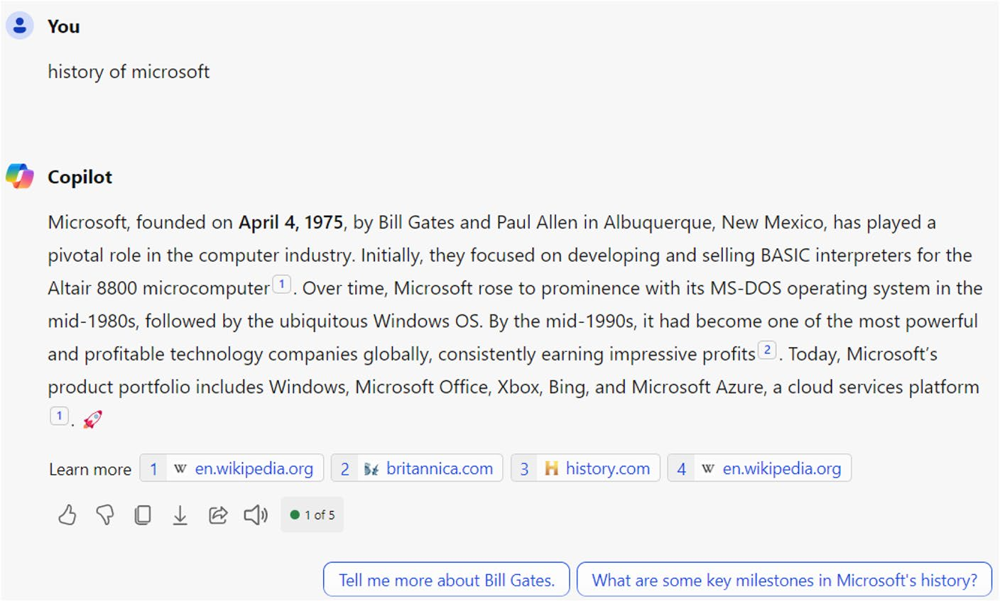 You
history of microsoft
Copilot
Microsoft, founded on April 4, 1975, by Bill Gates and Paul Allen in Albuquerque, New Mexico, has played a
pivotal role in the computer industry. Initially, they focused on developing and selling BASIC interpreters for the
Altair 8800 microcomputer 1 . Over time, Microsoft rose to prominence with its MS-DOS operating system in the
mid-1980s, followed by the ubiquitous Windows OS. By the mid-1990s, it had become one of the most powerful
and profitable technology companies globally, consistently earning impressive profits 2 . Today, Microsoft’s
product portfolio includes Windows, Microsoft Office, Xbox, Bing, and Microsoft Azure, a cloud services platform
1 . 🚀
Learn more 1 W en.wikipedia.org 2 britannica.com 3 H history.com 4 W en.wikipedia.org
1 of 5
Tell me more about Bill Gates. What are some key milestones in Microsoft's history?